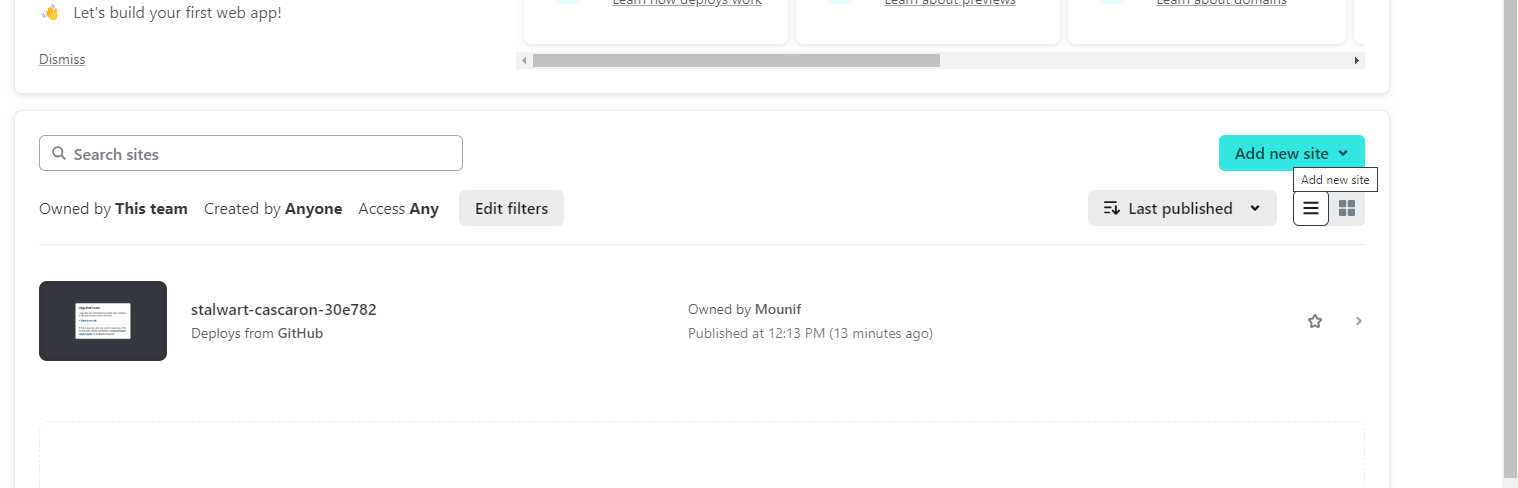 👋 Let's build your first web app!
Learn how deploys work
Learn about previews
Learn about domains
Dismiss
Search sites
Add new site
Add new site
Owned by This team Created by Anyone Access Any Edit filters
Last published
stalwart-cascaron-30e782
Deploys from GitHub
Owned by Mounif
Published at 12:13 PM (13 minutes ago)